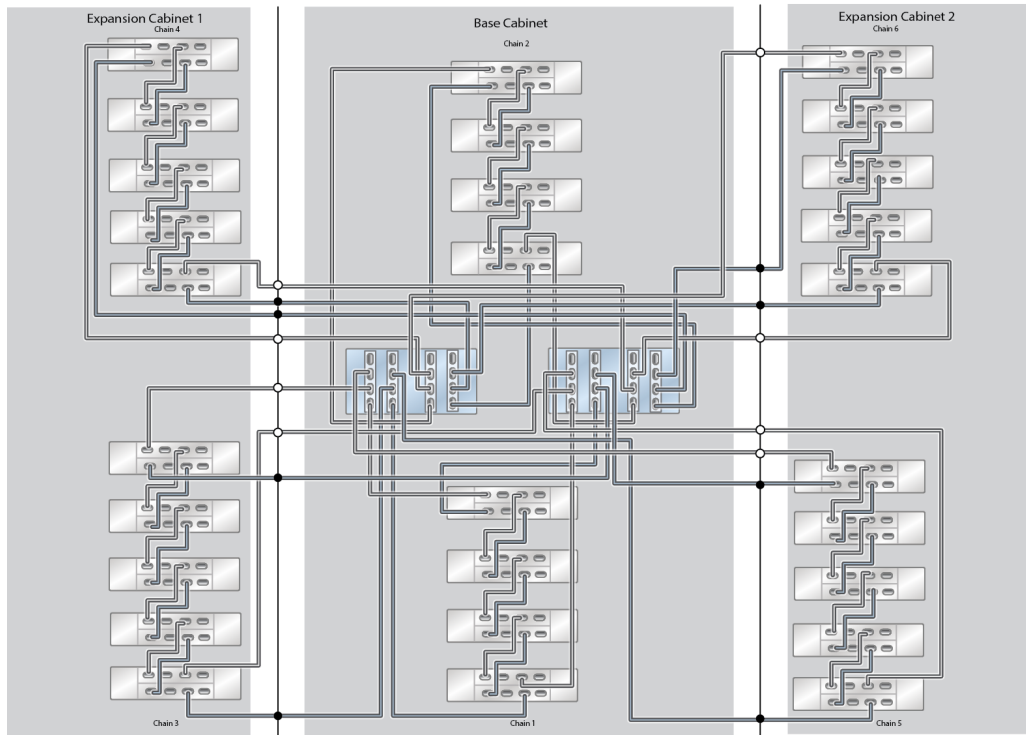 Expansion Cabinet 1
Chain 4
Base Cabinet
Chain 2
Expansion Cabinet 2
Chain 6
Chain 3
Chain 1
Chain 5